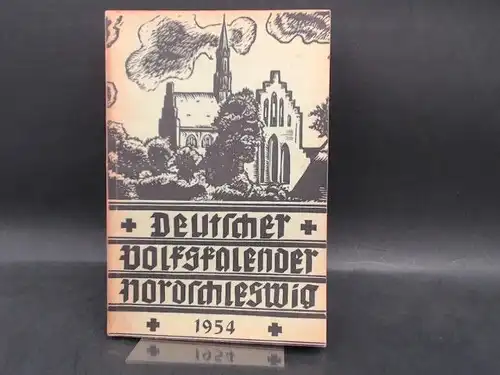 + Deutscher +
Volkskalender
Nordschleswig
+ 1954 +